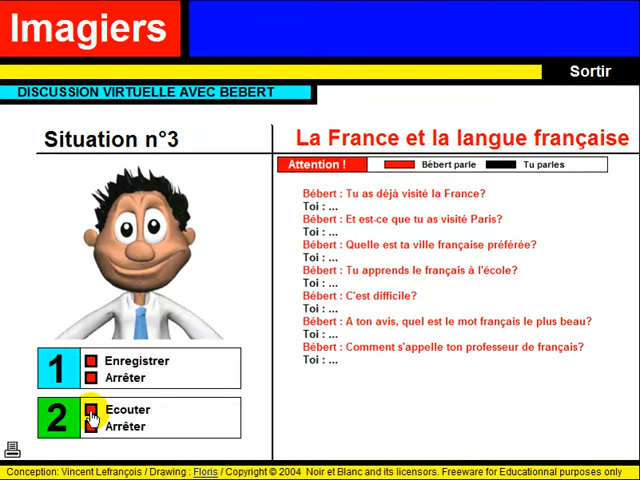 Imagiers
Sortir
DISCUSSION VIRTUELLE AVEC BEBERT
Situation n°3
La France et la langue française
Attention !
Bébert parle
Tu parles
Bébert : Tu as déjà visité la France?
Toi : ...
Bébert : Et est-ce que tu as visité Paris?
Toi : ...
Bébert : Quelle est ta ville française préférée?
Toi : ...
Bébert : Tu apprends le français à l'école?
Toi : ...
Bébert : C'est difficile?
Toi : ...
Bébert : A ton avis, quel est le mot français le plus beau?
Toi : ...
Bébert : Comment s'appelle ton professeur de français?
Toi : ...
1
Enregistrer
Arrêter
2
Ecouter
Arrêter
Conception: Vincent Lefrançois / Drawing : Floris / Copyright © 2004 Noir et Blanc and its licensors. Freeware for Educationnal purposes only